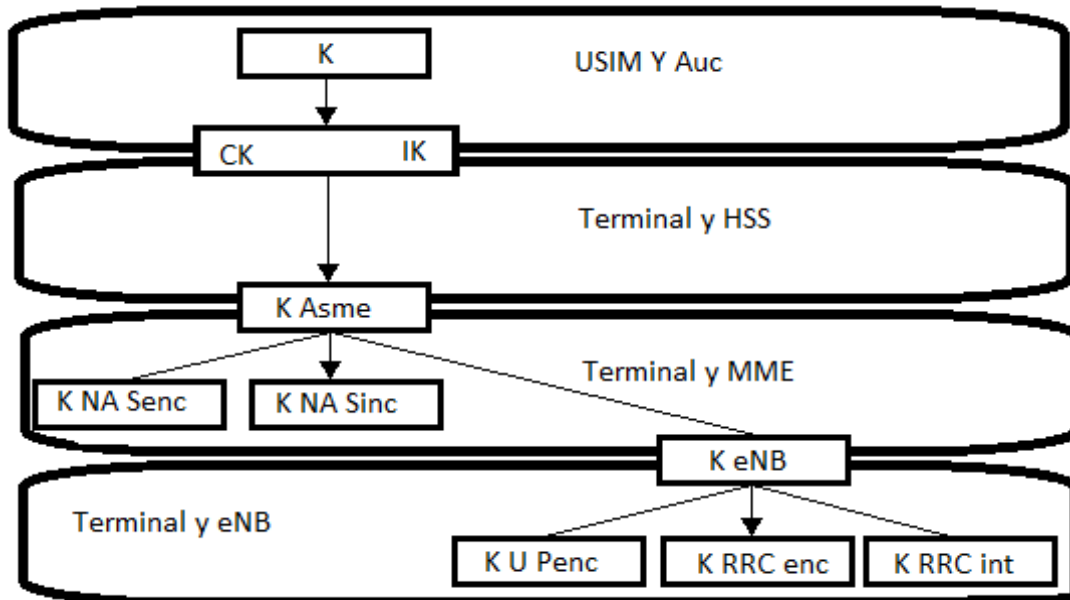 K
USIM Y Auc
CK
IK
Terminal y HSS
K Asme
Terminal y MME
K NA Senc
K NA Sinc
K eNB
Terminal y eNB
K U Penc
K RRC enc
K RRC int